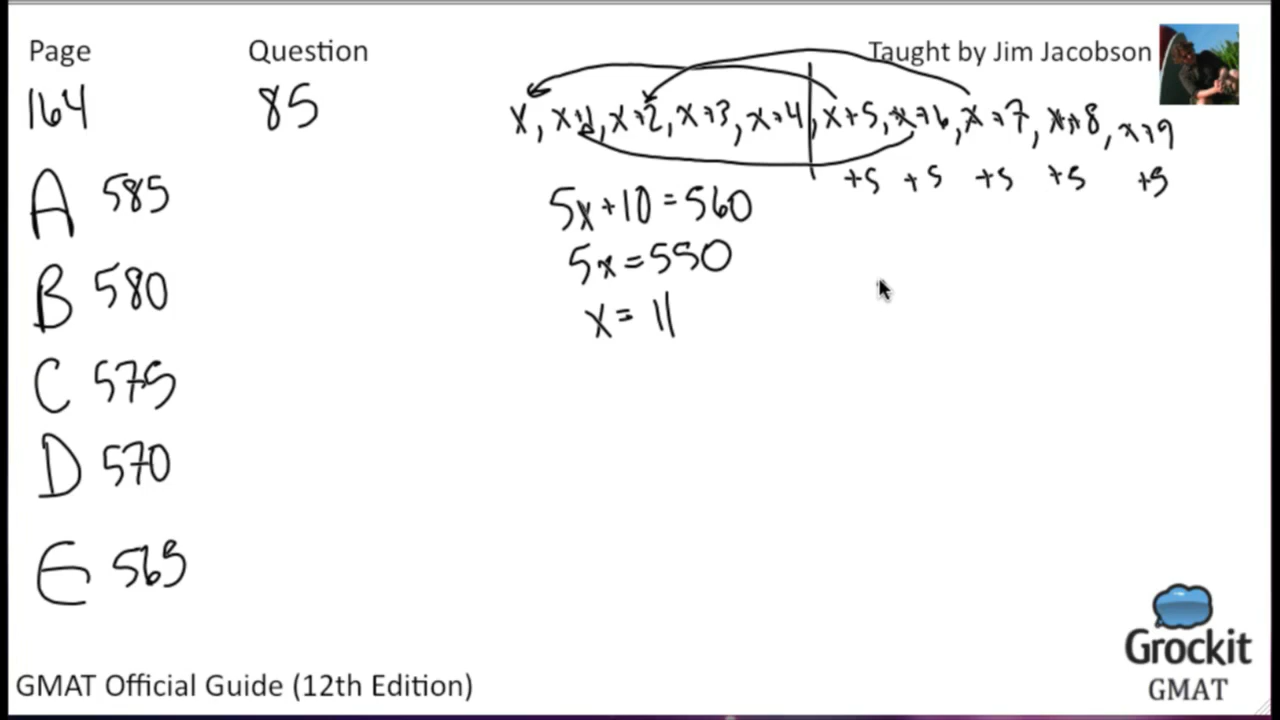 Page Question Taught by Jim Jacobson
164 85
x, x+1, x+2, x+3, x+4, x+5, x+6, x+7, x+8, x+9
+5 +5 +5 +5 +5
A 585
5x+10=560
5x=550
x=11
B 580
C 575
D 570
E 565
Grockit
GMAT
GMAT Official Guide (12th Edition)